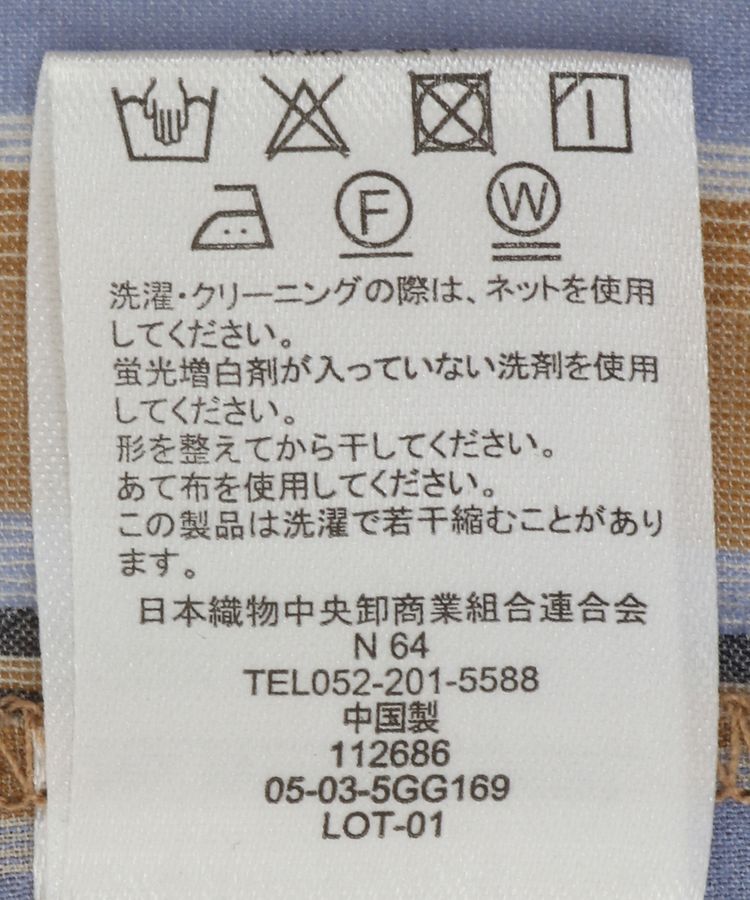 F W
洗濯・クリーニングの際は、ネットを使用
してください。
蛍光増白剤が入っていない洗剤を使用
してください。
形を整えてから干してください。
あて布を使用してください。
この製品は洗濯で若干縮むことがあり
ます。
日本織物中央卸商業組合連合会
N 64
TEL052-201-5588
中国製
112686
05-03-5GG169
LOT-01